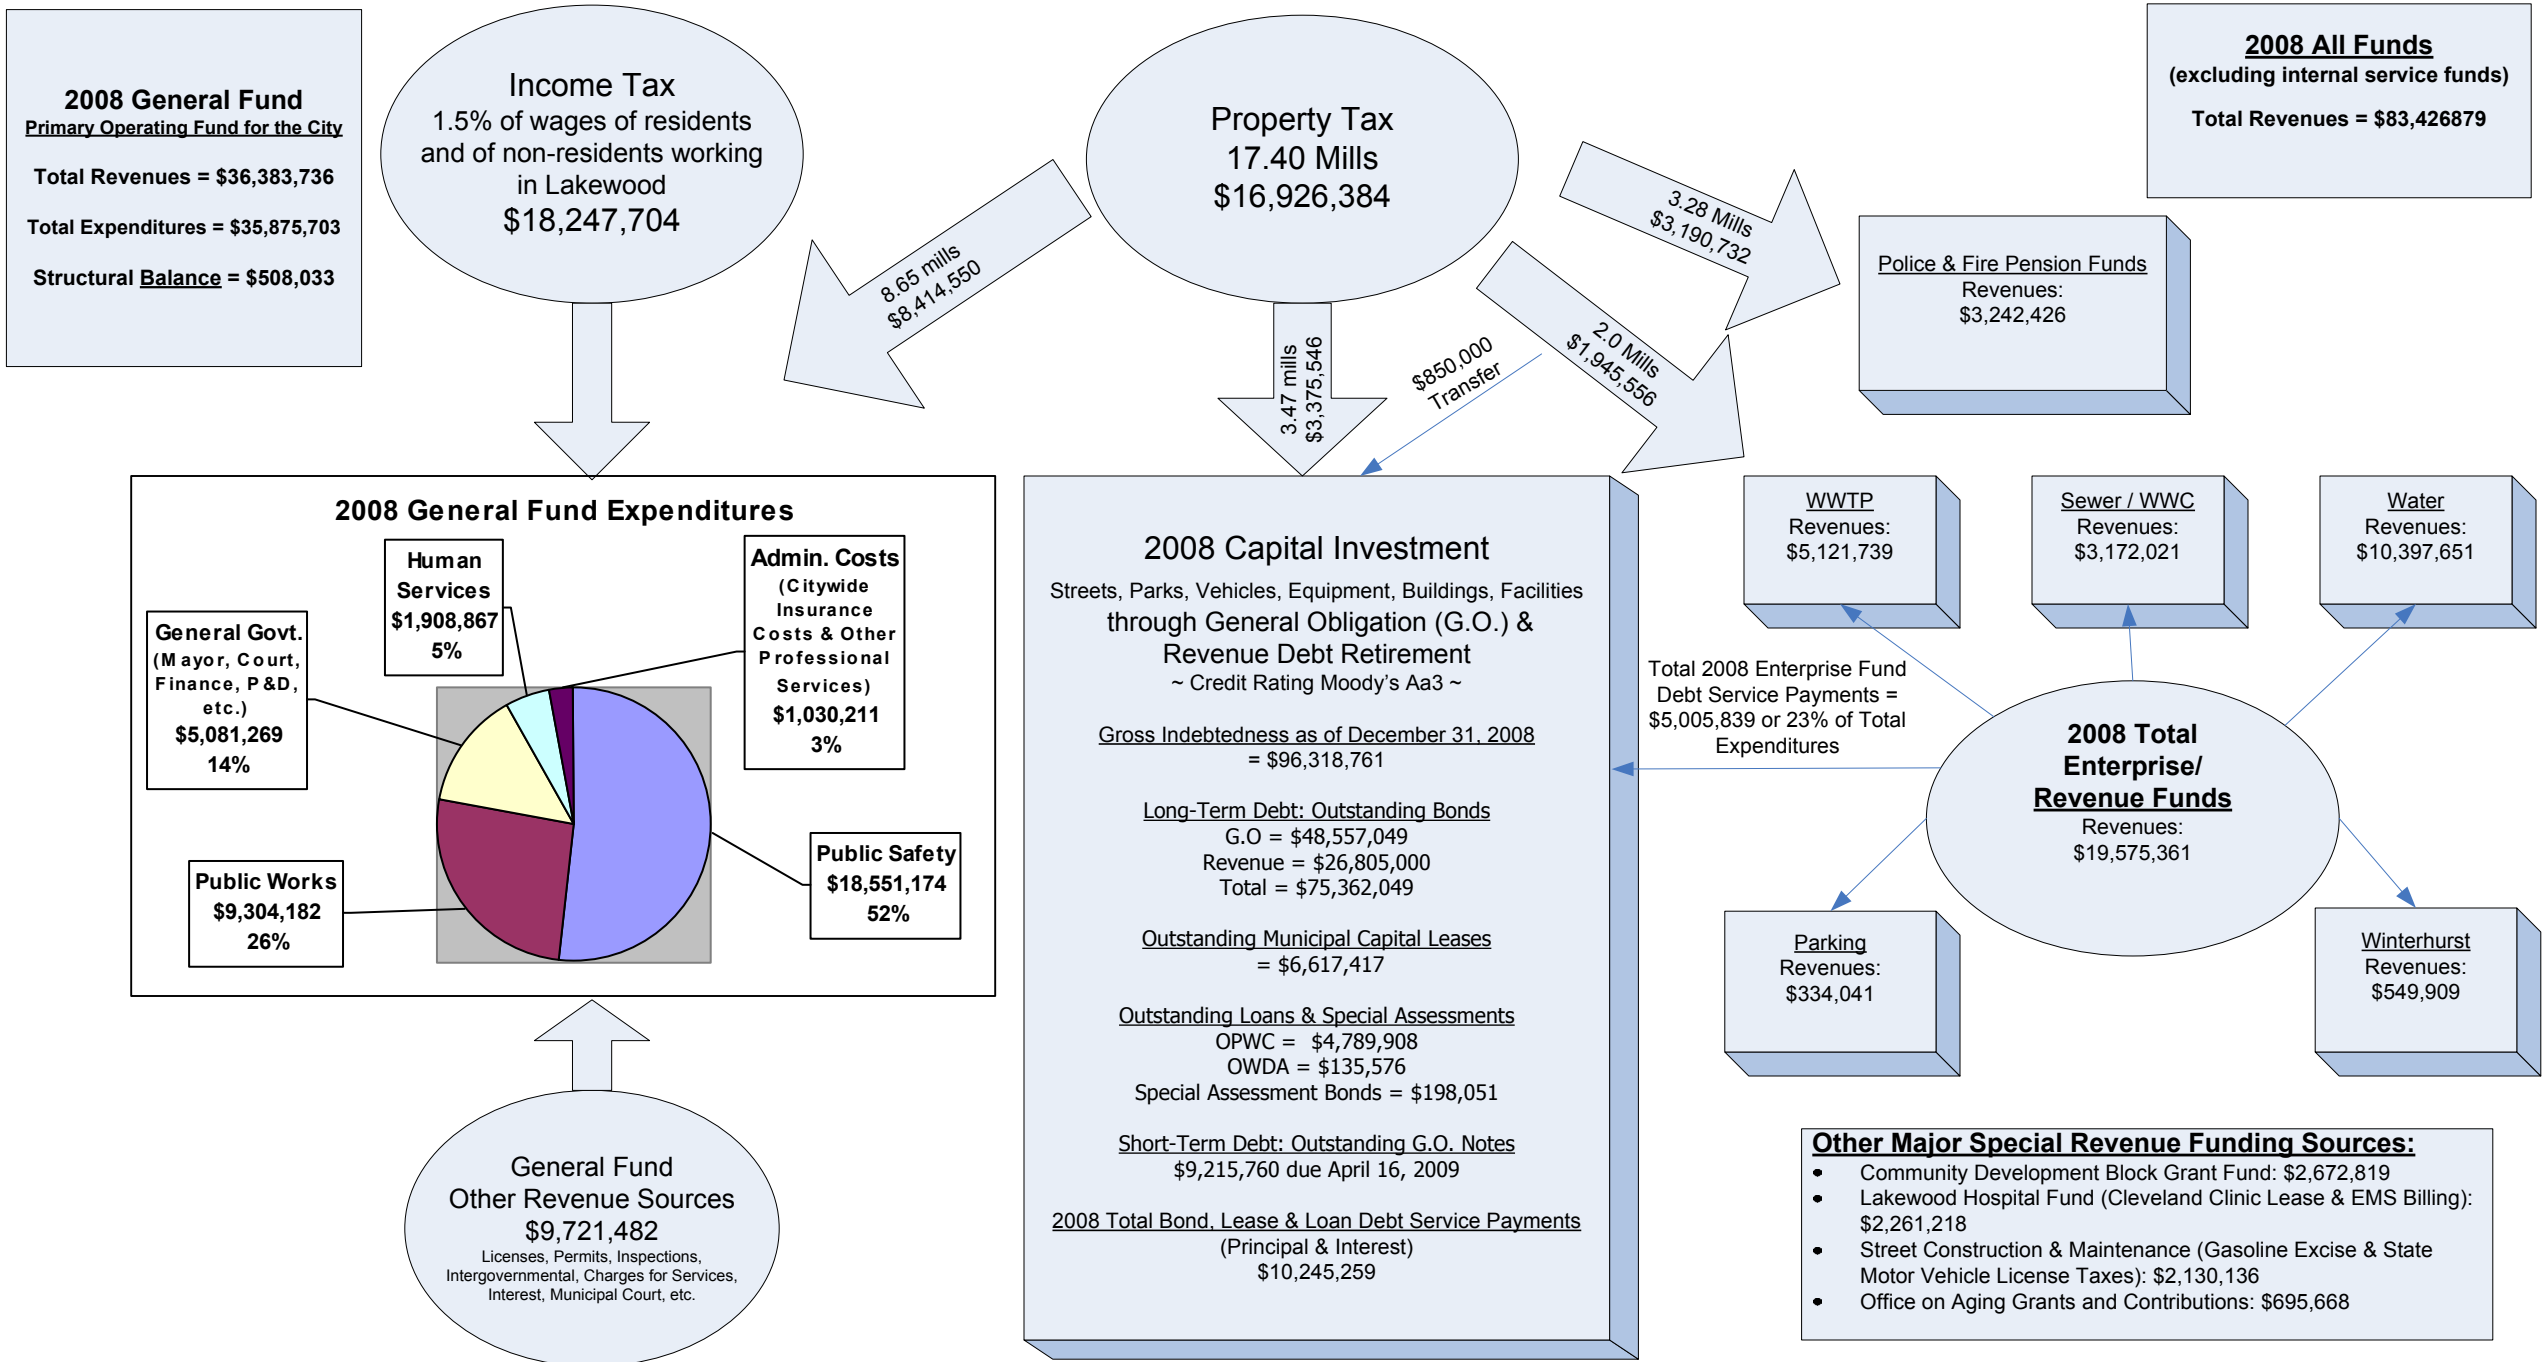 2008 General Fund
Primary Operating Fund for the City
Total Revenues = $36,383,736
Total Expenditures = $35,875,703
Structural Balance = $508,033
Income Tax
1.5% of wages of residents
and of non-residents working
in Lakewood
$18,247,704
Property Tax
17.40 Mills
$16,926,384
2008 All Funds
(excluding internal service funds)
Total Revenues = $83,426879
8.65 mills
$8,414,550
3.47 mills
$3,375,546
$850,000
Transfer
2.0 Mills
$1,945,556
3.28 Mills
$3,190,732
Police & Fire Pension Funds
Revenues:
$3,242,426
2008 General Fund Expenditures
Human
Services
$1,908,867
5%
Admin. Costs
(Citywide
Insurance
Costs & Other
Professional
Services)
$1,030,211
3%
General Govt.
(Mayor, Court,
Finance, P&D,
etc.)
$5,081,269
14%
Public Works
$9,304,182
26%
Public Safety
$18,551,174
52%
General Fund
Other Revenue Sources
$9,721,482
Licenses, Permits, Inspections,
Intergovernmental, Charges for Services,
Interest, Municipal Court, etc.
2008 Capital Investment
Streets, Parks, Vehicles, Equipment, Buildings, Facilities
through General Obligation (G.O.) &
Revenue Debt Retirement
~ Credit Rating Moody’s Aa3 ~
Gross Indebtedness as of December 31, 2008
= $96,318,761
Long-Term Debt: Outstanding Bonds
G.O = $48,557,049
Revenue = $26,805,000
Total = $75,362,049
Outstanding Municipal Capital Leases
= $6,617,417
Outstanding Loans & Special Assessments
OPWC = $4,789,908
OWDA = $135,576
Special Assessment Bonds = $198,051
Short-Term Debt: Outstanding G.O. Notes
$9,215,760 due April 16, 2009
2008 Total Bond, Lease & Loan Debt Service Payments
(Principal & Interest)
$10,245,259
WWTP
Revenues:
$5,121,739
Sewer / WWC
Revenues:
$3,172,021
Water
Revenues:
$10,397,651
Total 2008 Enterprise Fund
Debt Service Payments =
$5,005,839 or 23% of Total
Expenditures
2008 Total
Enterprise/
Revenue Funds
Revenues:
$19,575,361
Parking
Revenues:
$334,041
Winterhurst
Revenues:
$549,909
Other Major Special Revenue Funding Sources:
• Community Development Block Grant Fund: $2,672,819
• Lakewood Hospital Fund (Cleveland Clinic Lease & EMS Billing):
$2,261,218
• Street Construction & Maintenance (Gasoline Excise & State
Motor Vehicle License Taxes): $2,130,136
• Office on Aging Grants and Contributions: $695,668